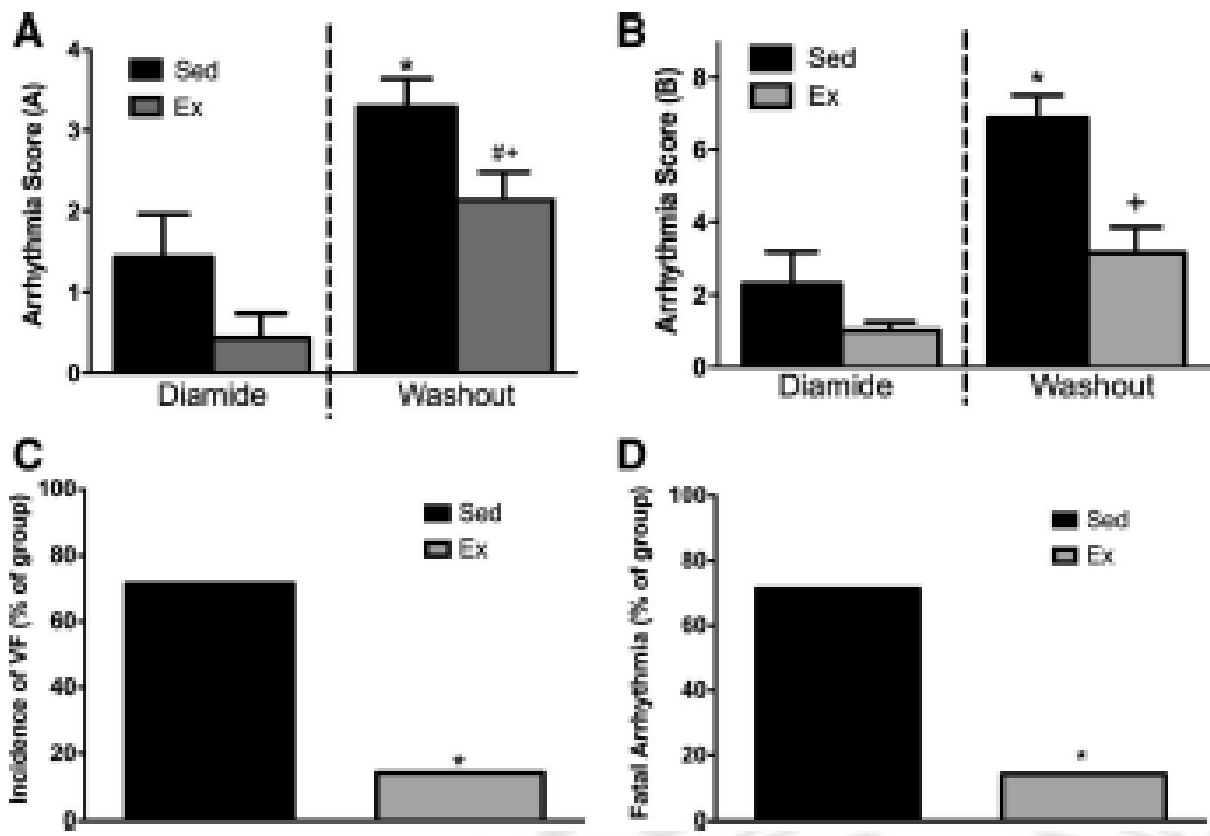 A
Arrhythmia Score (A)
4
3
2
1
0
Sed
Ex
*
#+
Diamide
Washout
B
Arrhythmia Score (B)
8
6
4
2
0
Sed
Ex
*
+
Diamide
Washout
C
Incidence of VF (% of group)
100
80
60
40
20
0
Sed
Ex
*
D
Fatal Arrhythmia (% of group)
100
80
60
40
20
0
Sed
Ex
*